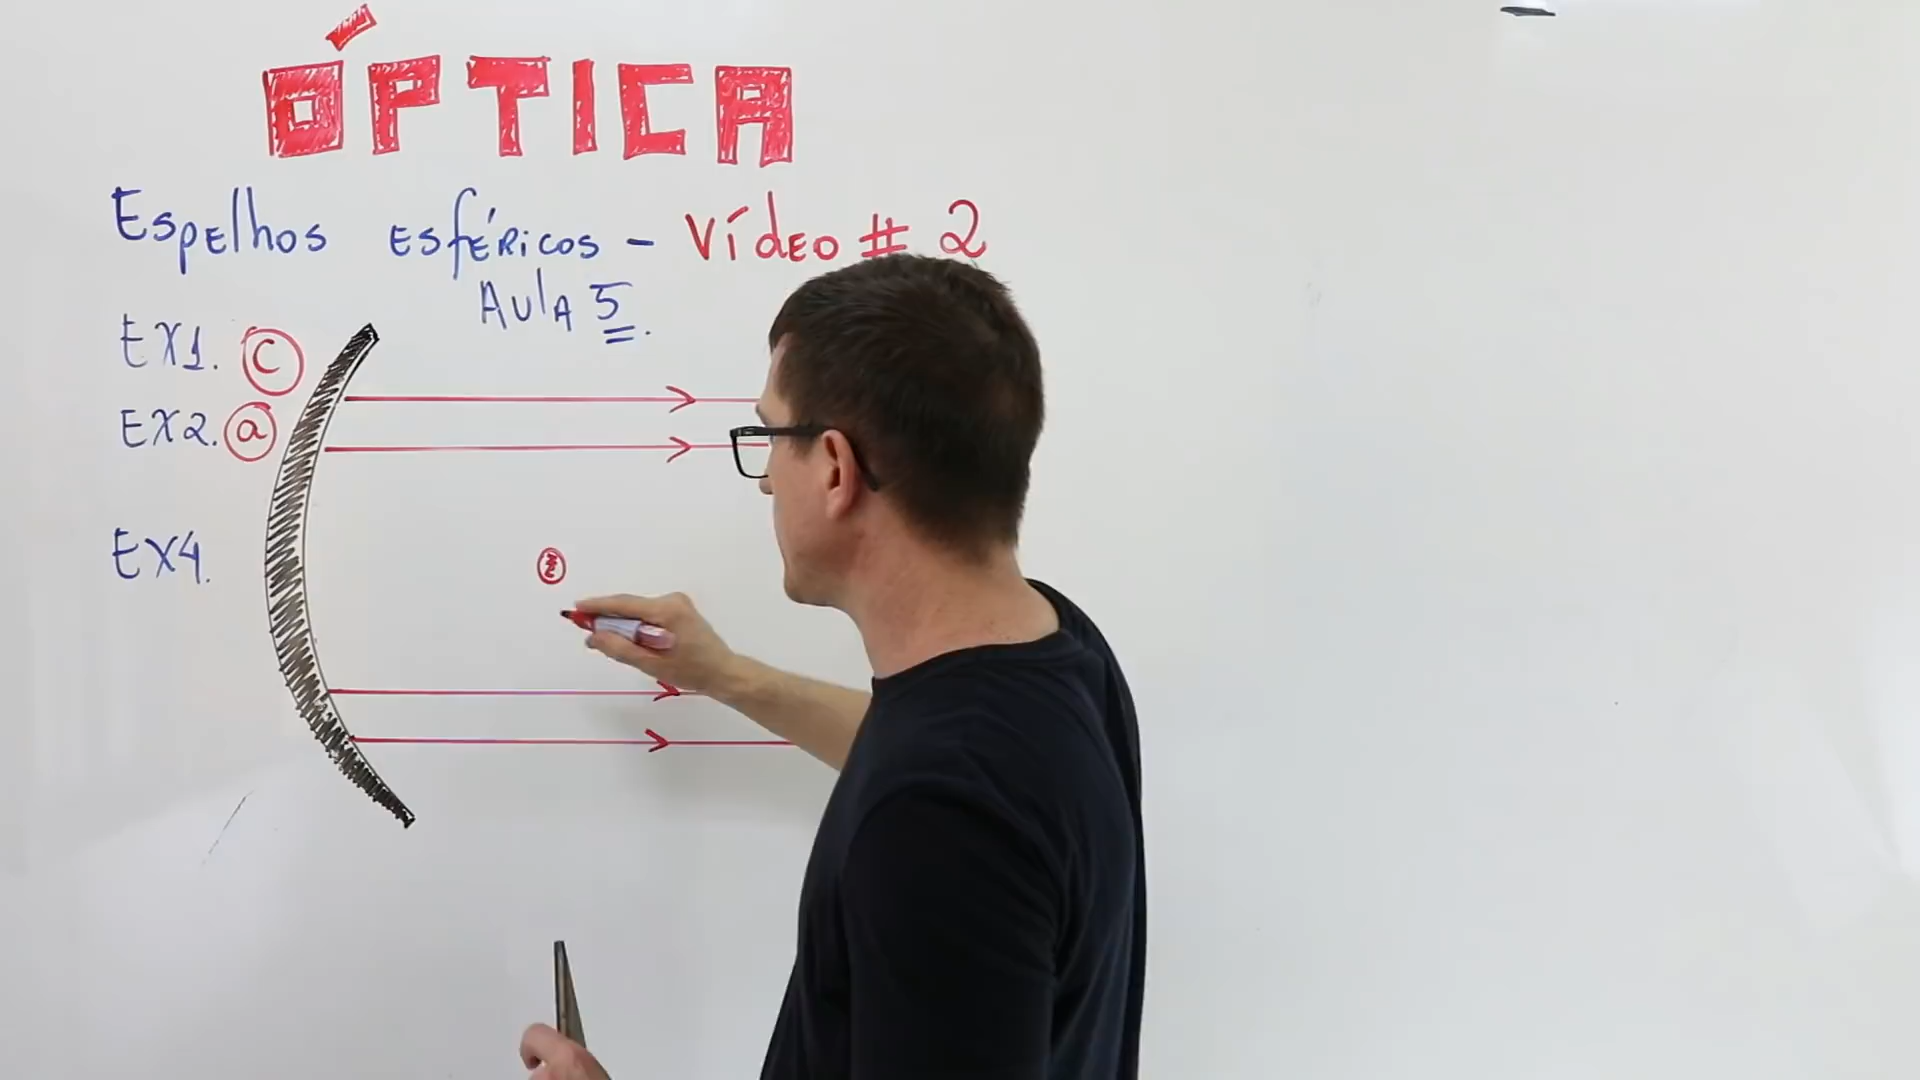 ÓPTICA
Espelhos esféricos - Vídeo # 2
Aula 5.
EX1. C
EX2. a
EX4.